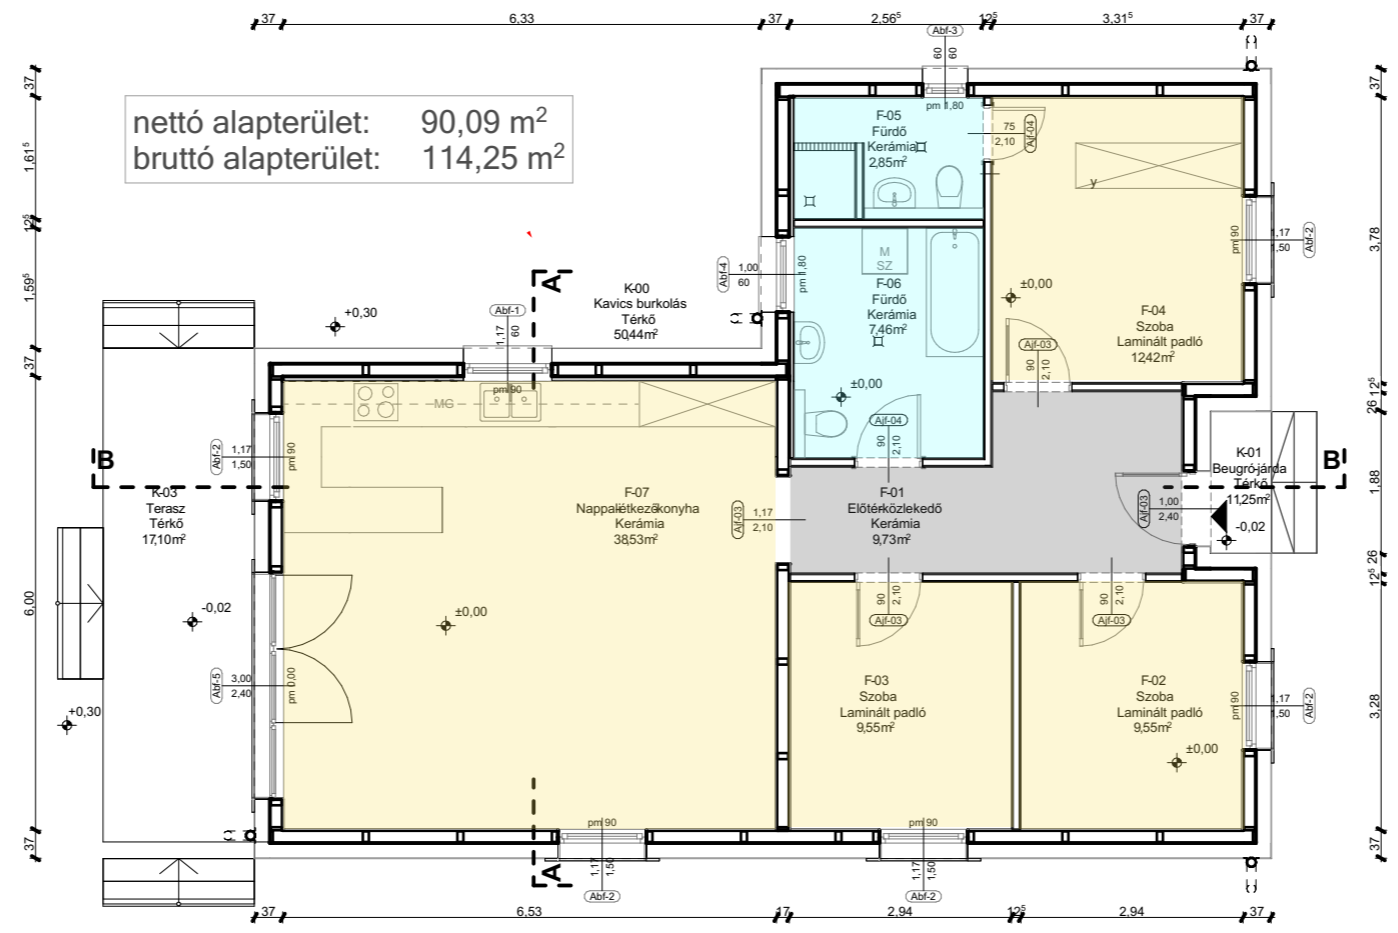 37 6,33 37 2,56⁵ 12⁵ 3,31⁵ 37
nettó alapterület: 90,09 m²
bruttó alapterület: 114,25 m²
Abf-3
60
60
pm 1,80
F-05
Fürdő
Kerámia
2,85m²
75
2,10
Ajf-04
y
37
1,61⁵
12⁵
1,59⁵
37
6,00
37
37
3,78
12⁵
26
1,88
26
12⁵
3,28
37
pm 90
1,17
1,50
Abf-2
M
SZ
F-06
Fürdő
Kerámia
7,46m²
±0,00
Abf-4
1,00
60
pm 1,80
±0,00
F-04
Szoba
Laminált padló
12,42m²
A
K-00
Kavics burkolás
Térkő
50,44m²
+0,30
Abf-1
1,17
60
pm 90
MG
Ajf-03
90
2,10
Ajf-04
90
2,10
B
Abf-2
1,17
1,50
pm 90
K-03
Terasz
Térkő
17,10m²
F-07
Nappali-étkező-konyha
Kerámia
38,53m²
Ajf-03
1,17
2,10
F-01
Előtér-közlekedő
Kerámia
9,73m²
Ajf-03
1,00
2,40
K-01
Beugró-járda
Térkő
11,25m²
-0,02
B
-0,02
±0,00
90
2,10
Ajf-03
90
2,10
Ajf-03
Abf-5
3,00
2,40
pm 0,00
+0,30
F-03
Szoba
Laminált padló
9,55m²
F-02
Szoba
Laminált padló
9,55m²
±0,00
pm 90
1,17
1,50
Abf-2
pm 90
1,17
1,50
Abf-2
pm 90
1,17
1,50
Abf-2
A
37 6,53 17 2,94 12⁵ 2,94 37